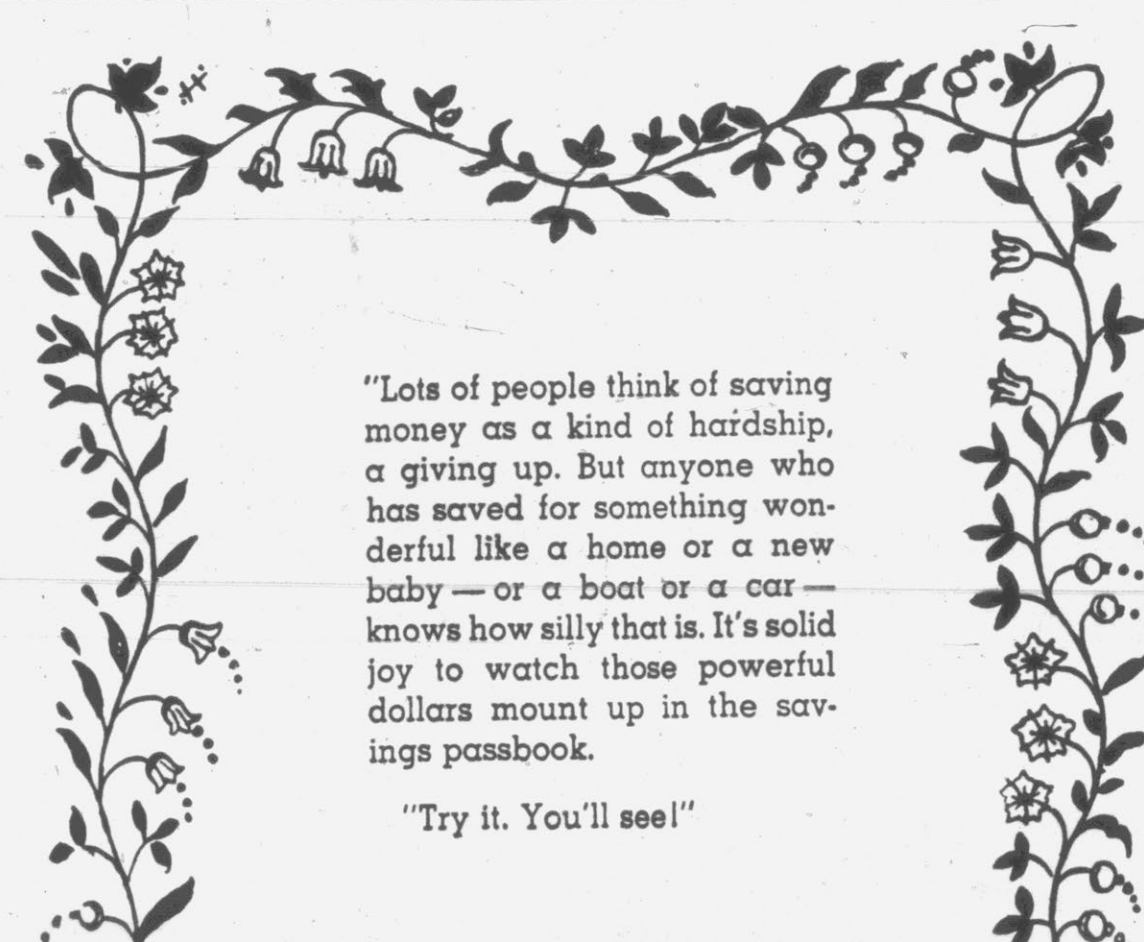 "Lots of people think of saving
money as a kind of hardship,
a giving up. But anyone who
has saved for something won-
derful like a home or a new
baby — or a boat or a car —
knows how silly that is. It's solid
joy to watch those powerful
dollars mount up in the sav-
ings passbook.
"Try it. You'll see!"